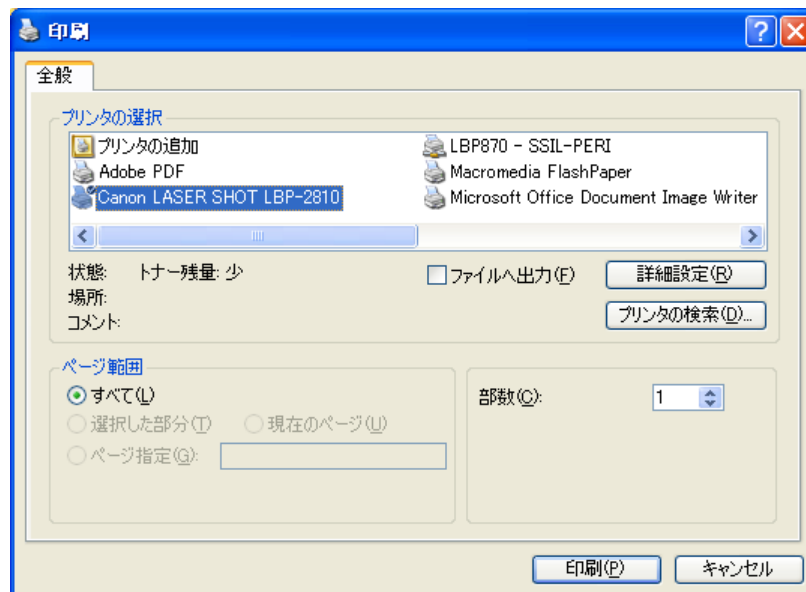 印刷
全般
プリンタの選択
プリンタの追加
LBP870 - SSIL-PERI
Adobe PDF
Macromedia FlashPaper
Canon LASER SHOT LBP-2810
Microsoft Office Document Image Writer
状態: トナー残量: 少
ファイルへ出力(F)
詳細設定(R)
場所:
コメント:
プリンタの検索(D)...
ページ範囲
すべて(L)
選択した部分(T)
現在のページ(U)
ページ指定(G):
部数(C):
1
印刷(P)
キャンセル